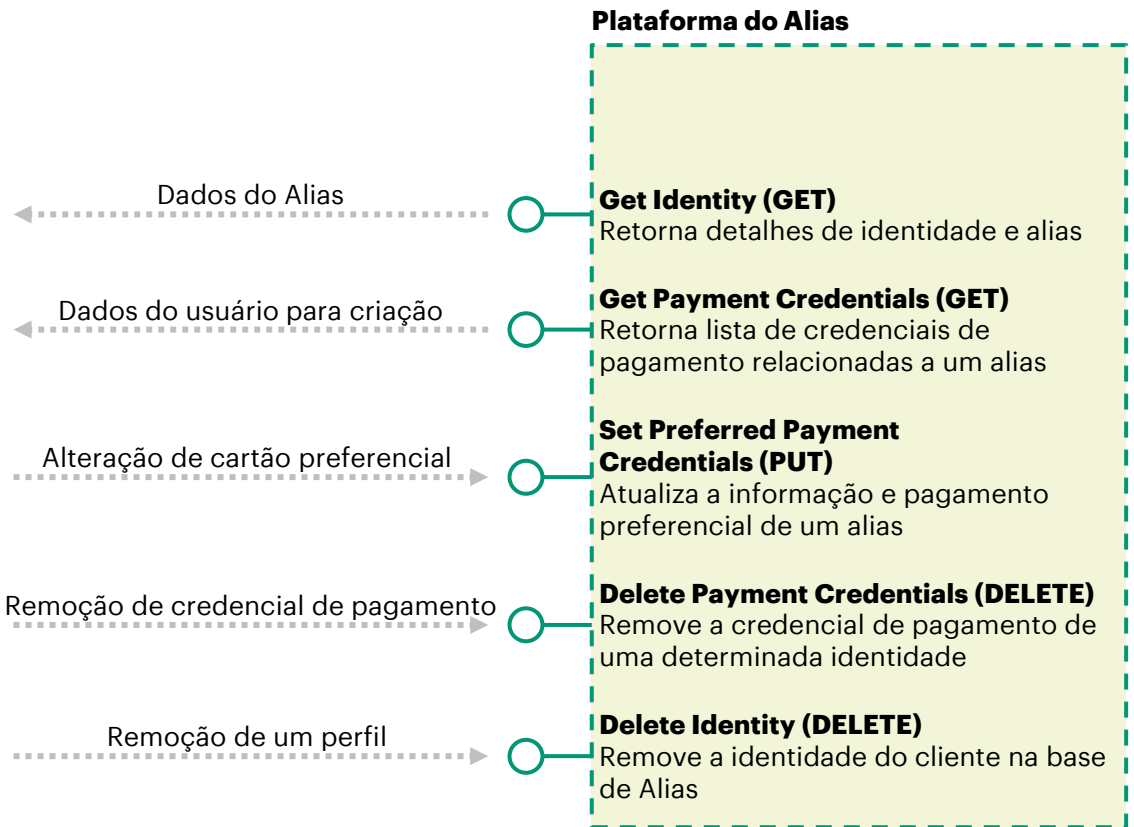 Plataforma do Alias
Dados do Alias
Get Identity (GET)
Retorna detalhes de identidade e alias
Dados do usuário para criação
Get Payment Credentials (GET)
Retorna lista de credenciais de
pagamento relacionadas a um alias
Alteração de cartão preferencial
Set Preferred Payment
Credentials (PUT)
Atualiza a informação e pagamento
preferencial de um alias
Remoção de credencial de pagamento
Delete Payment Credentials (DELETE)
Remove a credencial de pagamento de
uma determinada identidade
Remoção de um perfil
Delete Identity (DELETE)
Remove a identidade do cliente na base
de Alias